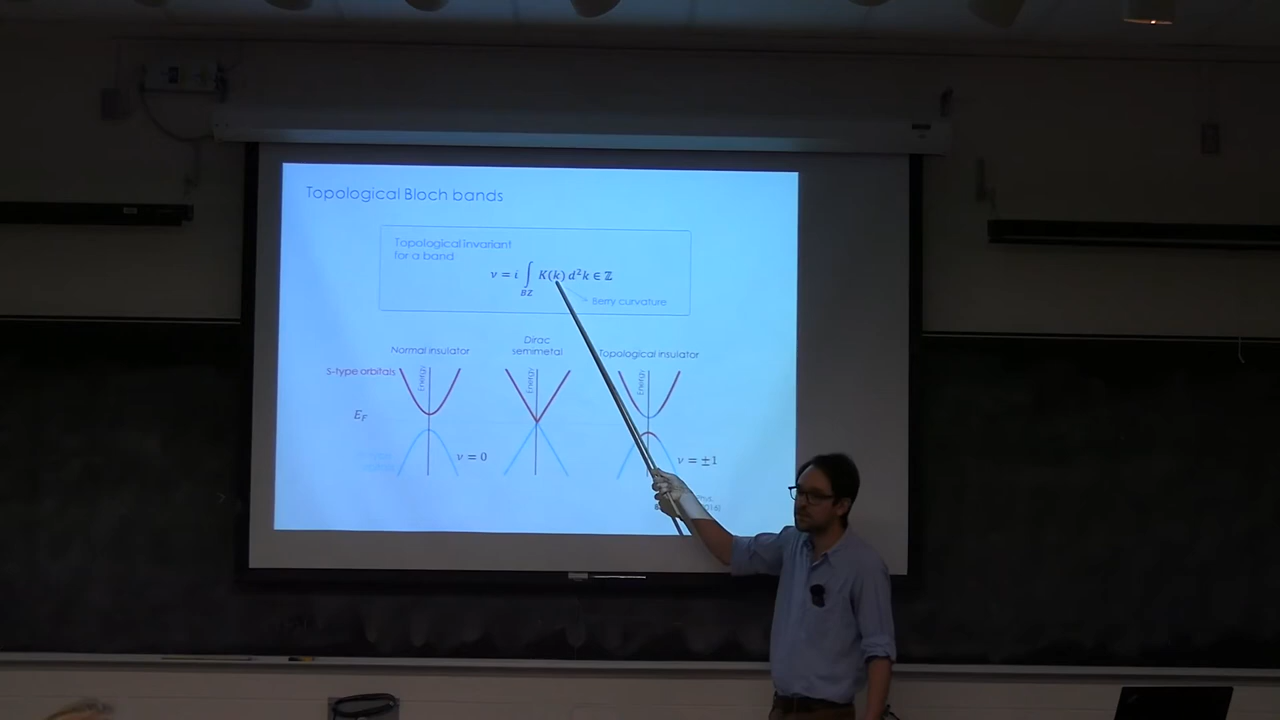 Topological Bloch bands
Topological invariant
for a band
ν = i ∫ K(k) d²k ∈ ℤ
BZ
Berry curvature
Normal insulator
Dirac
semimetal
Topological insulator
S-type orbitals
Energy
Energy
Energy
E_F
ν = 0
ν = ±1